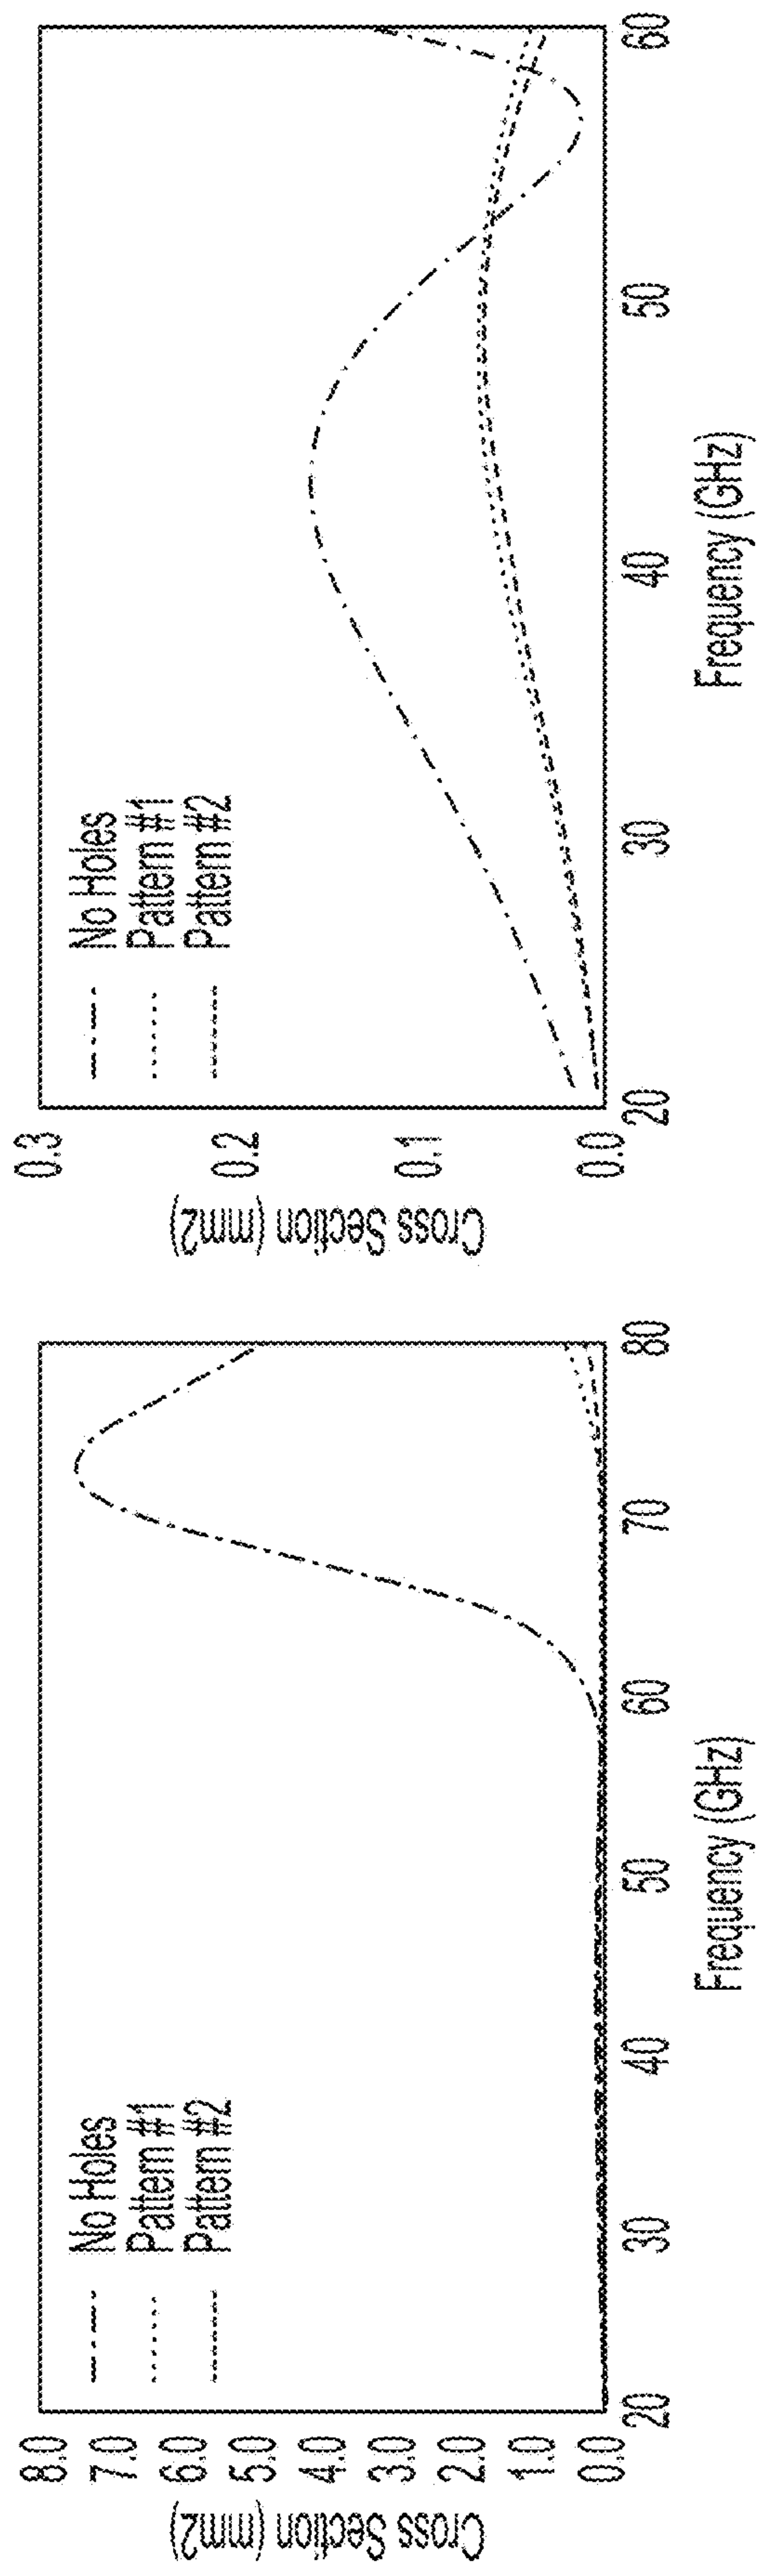 Cross Section (mm2)
8.0
7.0
6.0
5.0
4.0
3.0
2.0
1.0
0.0
No Holes
Pattern #1
Pattern #2
20 30 40 50 60 70 80
Frequency (GHz)
Cross Section (mm2)
0.3
0.2
0.1
0.0
No Holes
Pattern #1
Pattern #2
20 30 40 50 60
Frequency (GHz)